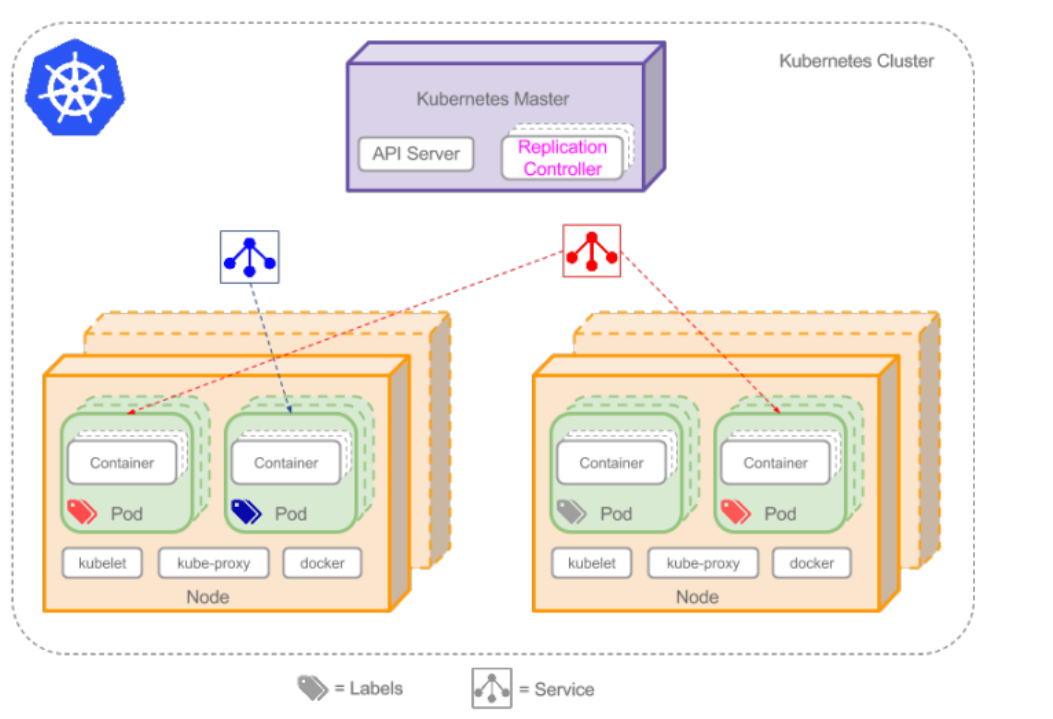 Kubernetes Cluster
Kubernetes Master
API Server
Replication
Controller
Container
Container
Container
Container
Pod
Pod
Pod
Pod
kubelet
kube-proxy
docker
kubelet
kube-proxy
docker
Node
Node
= Labels
= Service